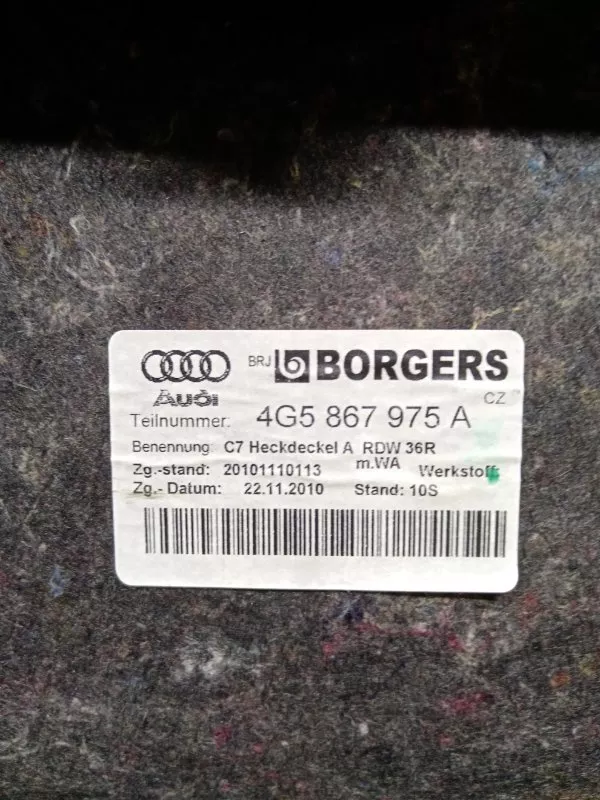 BRJ BORGERS
Audi CZ
Teilnummer: 4G5 867 975 A
Benennung: C7 Heckdeckel A RDW 36R
m.WA
Zg.-stand: 20101110113 Werkstoff:
Zg.- Datum: 22.11.2010 Stand: 10S